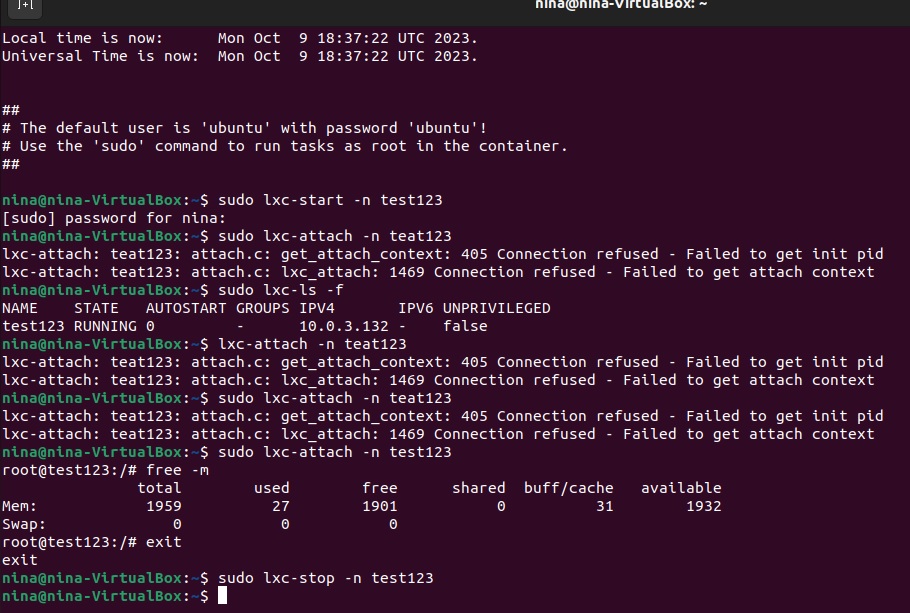 nina@nina-VirtualBox: ~
Local time is now:      Mon Oct  9 18:37:22 UTC 2023.
Universal Time is now:  Mon Oct  9 18:37:22 UTC 2023.
##
# The default user is 'ubuntu' with password 'ubuntu'!
# Use the 'sudo' command to run tasks as root in the container.
##
nina@nina-VirtualBox:~$ sudo lxc-start -n test123
[sudo] password for nina:
nina@nina-VirtualBox:~$ sudo lxc-attach -n teat123
lxc-attach: teat123: attach.c: get_attach_context: 405 Connection refused - Failed to get init pid
lxc-attach: teat123: attach.c: lxc_attach: 1469 Connection refused - Failed to get attach context
nina@nina-VirtualBox:~$ sudo lxc-ls -f
NAME    STATE   AUTOSTART GROUPS IPV4       IPV6 UNPRIVILEGED
test123 RUNNING 0         -      10.0.3.132 -    false
nina@nina-VirtualBox:~$ lxc-attach -n teat123
lxc-attach: teat123: attach.c: get_attach_context: 405 Connection refused - Failed to get init pid
lxc-attach: teat123: attach.c: lxc_attach: 1469 Connection refused - Failed to get attach context
nina@nina-VirtualBox:~$ sudo lxc-attach -n teat123
lxc-attach: teat123: attach.c: get_attach_context: 405 Connection refused - Failed to get init pid
lxc-attach: teat123: attach.c: lxc_attach: 1469 Connection refused - Failed to get attach context
nina@nina-VirtualBox:~$ sudo lxc-attach -n test123
root@test123:/# free -m
               total        used        free      shared  buff/cache   available
Mem:            1959          27        1901           0          31        1932
Swap:              0           0           0
root@test123:/# exit
exit
nina@nina-VirtualBox:~$ sudo lxc-stop -n test123
nina@nina-VirtualBox:~$